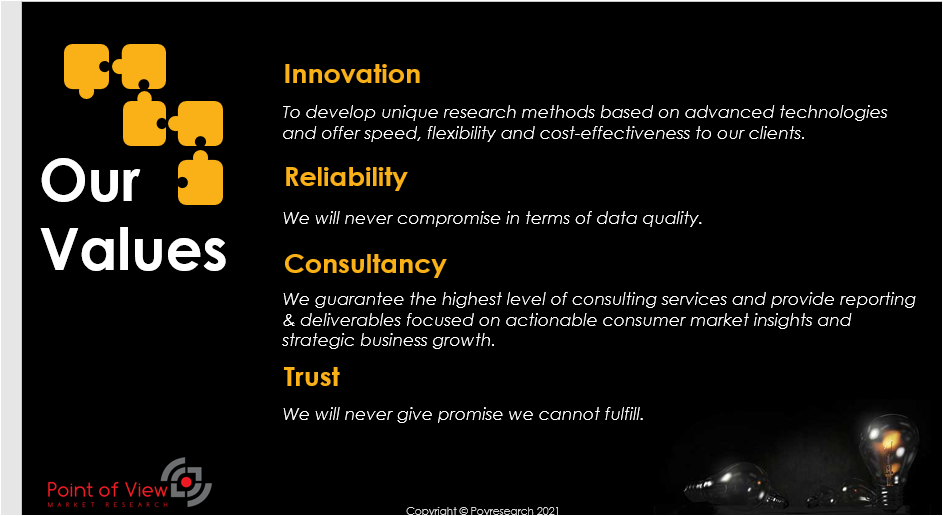 Our
Values
Innovation
To develop unique research methods based on advanced technologies
and offer speed, flexibility and cost-effectiveness to our clients.
Reliability
We will never compromise in terms of data quality.
Consultancy
We guarantee the highest level of consulting services and provide reporting
& deliverables focused on actionable consumer market insights and
strategic business growth.
Trust
We will never give promise we cannot fulfill.
Point of View
MARKET RESEARCH
Copyright © Povresearch 2021